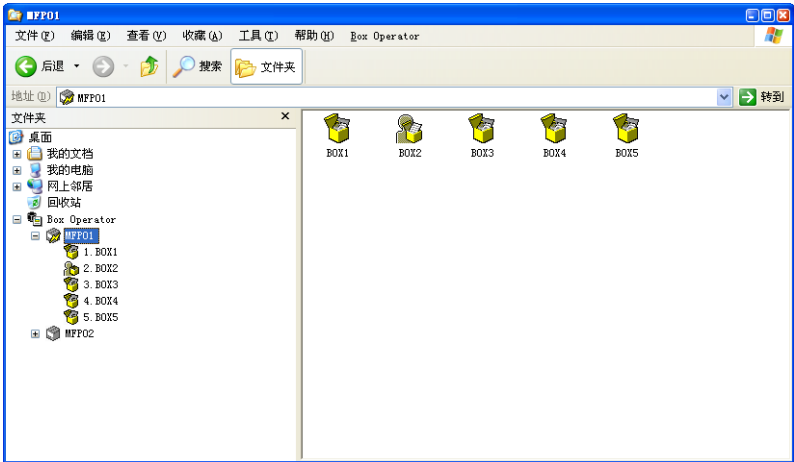 MFP01
文件(F) 编辑(E) 查看(V) 收藏(A) 工具(T) 帮助(H) Box Operator
后退 搜索 文件夹
地址(D) MFP01 转到
文件夹 ×
桌面
我的文档
我的电脑
网上邻居
回收站
Box Operator
MFP01
1.BOX1
2.BOX2
3.BOX3
4.BOX4
5.BOX5
MFP02
BOX1 BOX2 BOX3 BOX4 BOX5